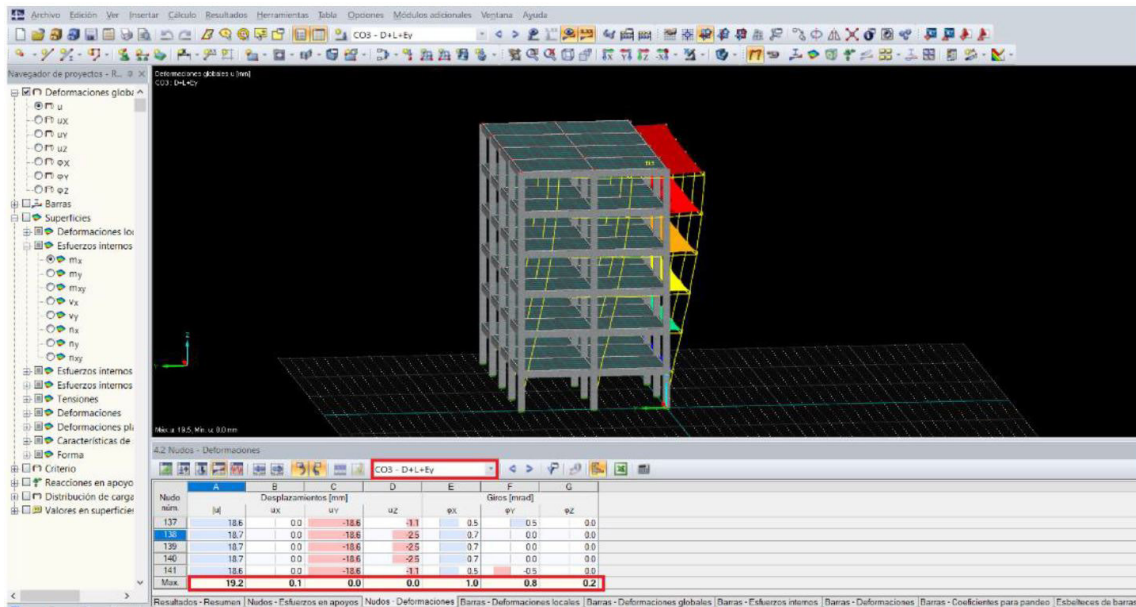 Archivo Edición Ver Insertar Cálculo Resultados Herramientas Tabla Opciones Módulos adicionales Ventana Ayuda
CO3 - D+L+Ey
Navegador de proyectos - R...
Deformaciones globa
u
uX
uY
uZ
φX
φY
φZ
Barras
Superficies
Deformaciones lo
Esfuerzos internos
mx
my
mxy
vx
vy
nx
ny
nxy
Esfuerzos internos
Esfuerzos internos
Tensiones
Deformaciones
Deformaciones pla
Características de
Forma
Criterio
Reacciones en apoyo
Distribución de carga
Valores en superficies
Deformaciones globales u [mm]
CO3 : D+L+Ey
Z
Y
Máx u: 19.5, Mín. u: 0.0 mm
4.2 Nudos - Deformaciones
CO3 - D+L+Ey
A B C D E F G
Nudo Desplazamientos [mm] Giros [mrad]
núm. |u| uX uY uZ φX φY φZ
137 18.6 0.0 -18.6 -1.1 0.5 0.5 0.0
138 18.7 0.0 -18.6 -2.5 0.7 0.0 0.0
139 18.7 0.0 -18.6 -2.5 0.7 0.0 0.0
140 18.7 0.0 -18.6 -2.5 0.7 0.0 0.0
141 18.6 0.0 -18.6 -1.1 0.5 -0.5 0.0
Max. 19.2 0.1 0.0 0.0 1.0 0.8 0.2
Resultados - Resumen Nudos - Esfuerzos en apoyos Nudos - Deformaciones Barras - Deformaciones locales Barras - Deformaciones globales Barras - Esfuerzos internos Barras - Deformaciones Barras - Coeficientes para pandeo Esbelteces de barras